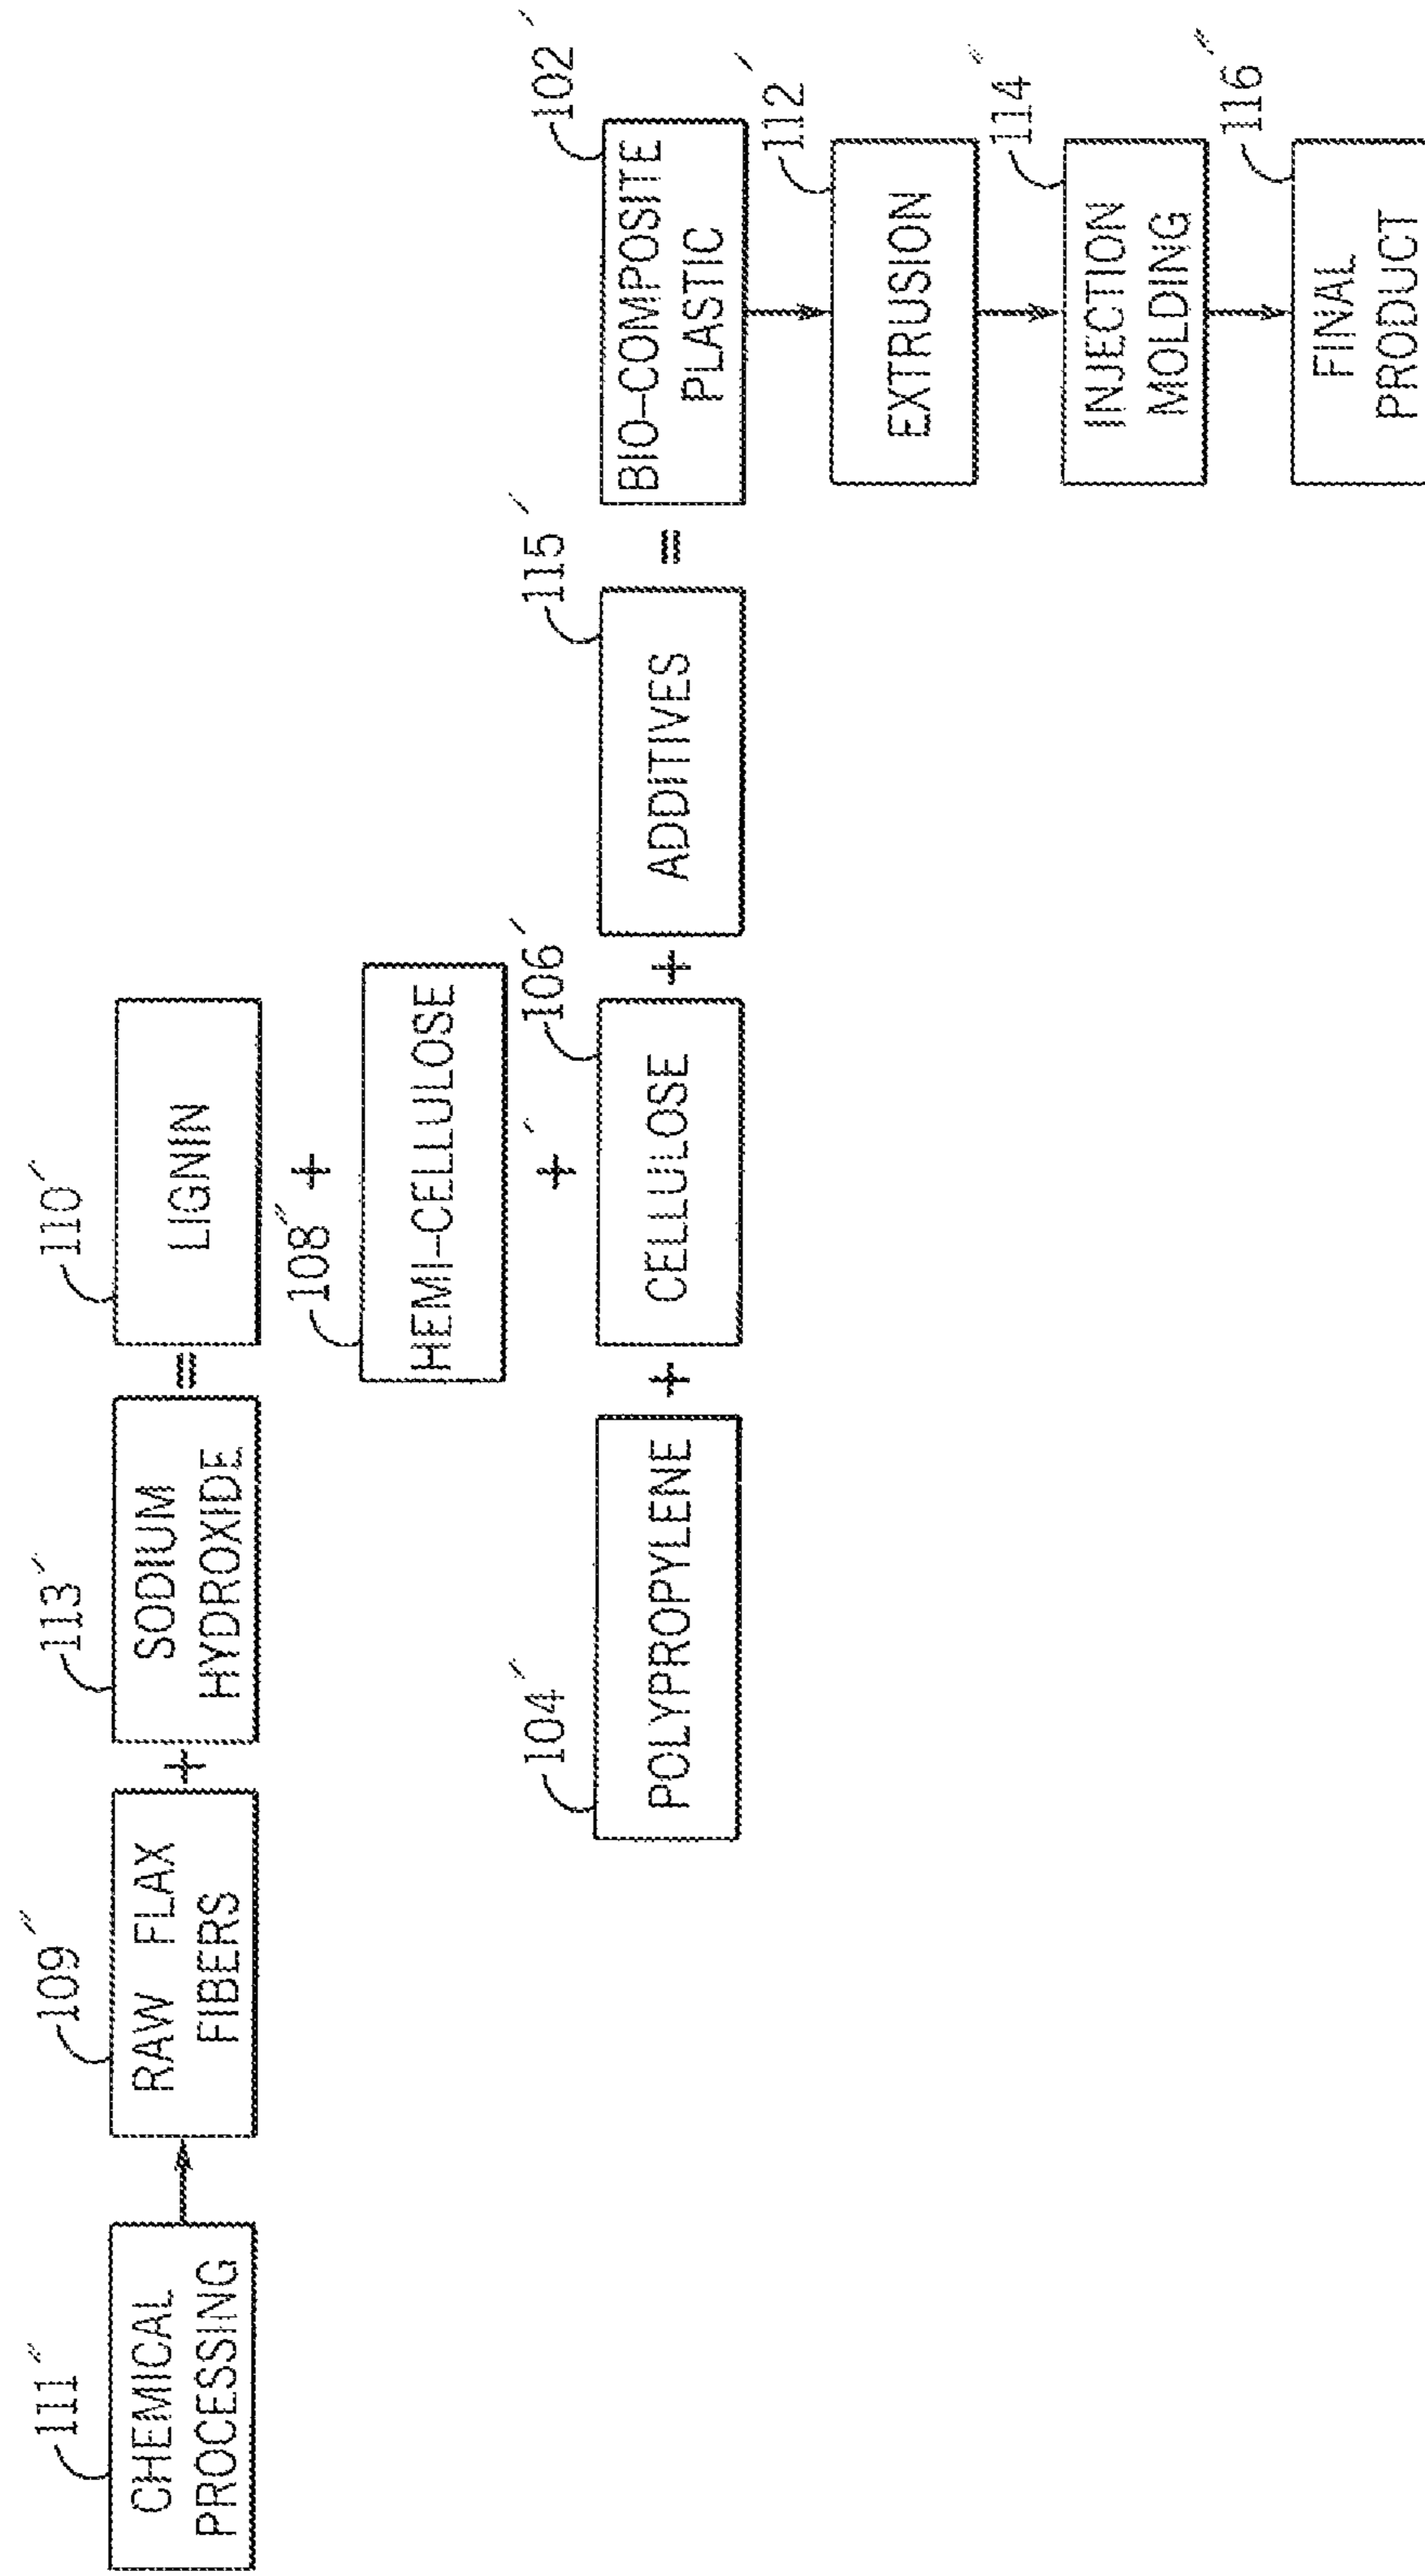 111″
CHEMICAL
PROCESSING
109″
RAW FLAX
FIBERS
+
113′
SODIUM
HYDROXIDE
=
110′
LIGNIN
+
108″
HEMI-CELLULOSE
+
104′
POLYPROPYLENE
+
106′
CELLULOSE
+
115′
ADDITIVES
=
102′
BIO-COMPOSITE
PLASTIC
112′
EXTRUSION
114″
INJECTION
MOLDING
116″
FINAL
PRODUCT